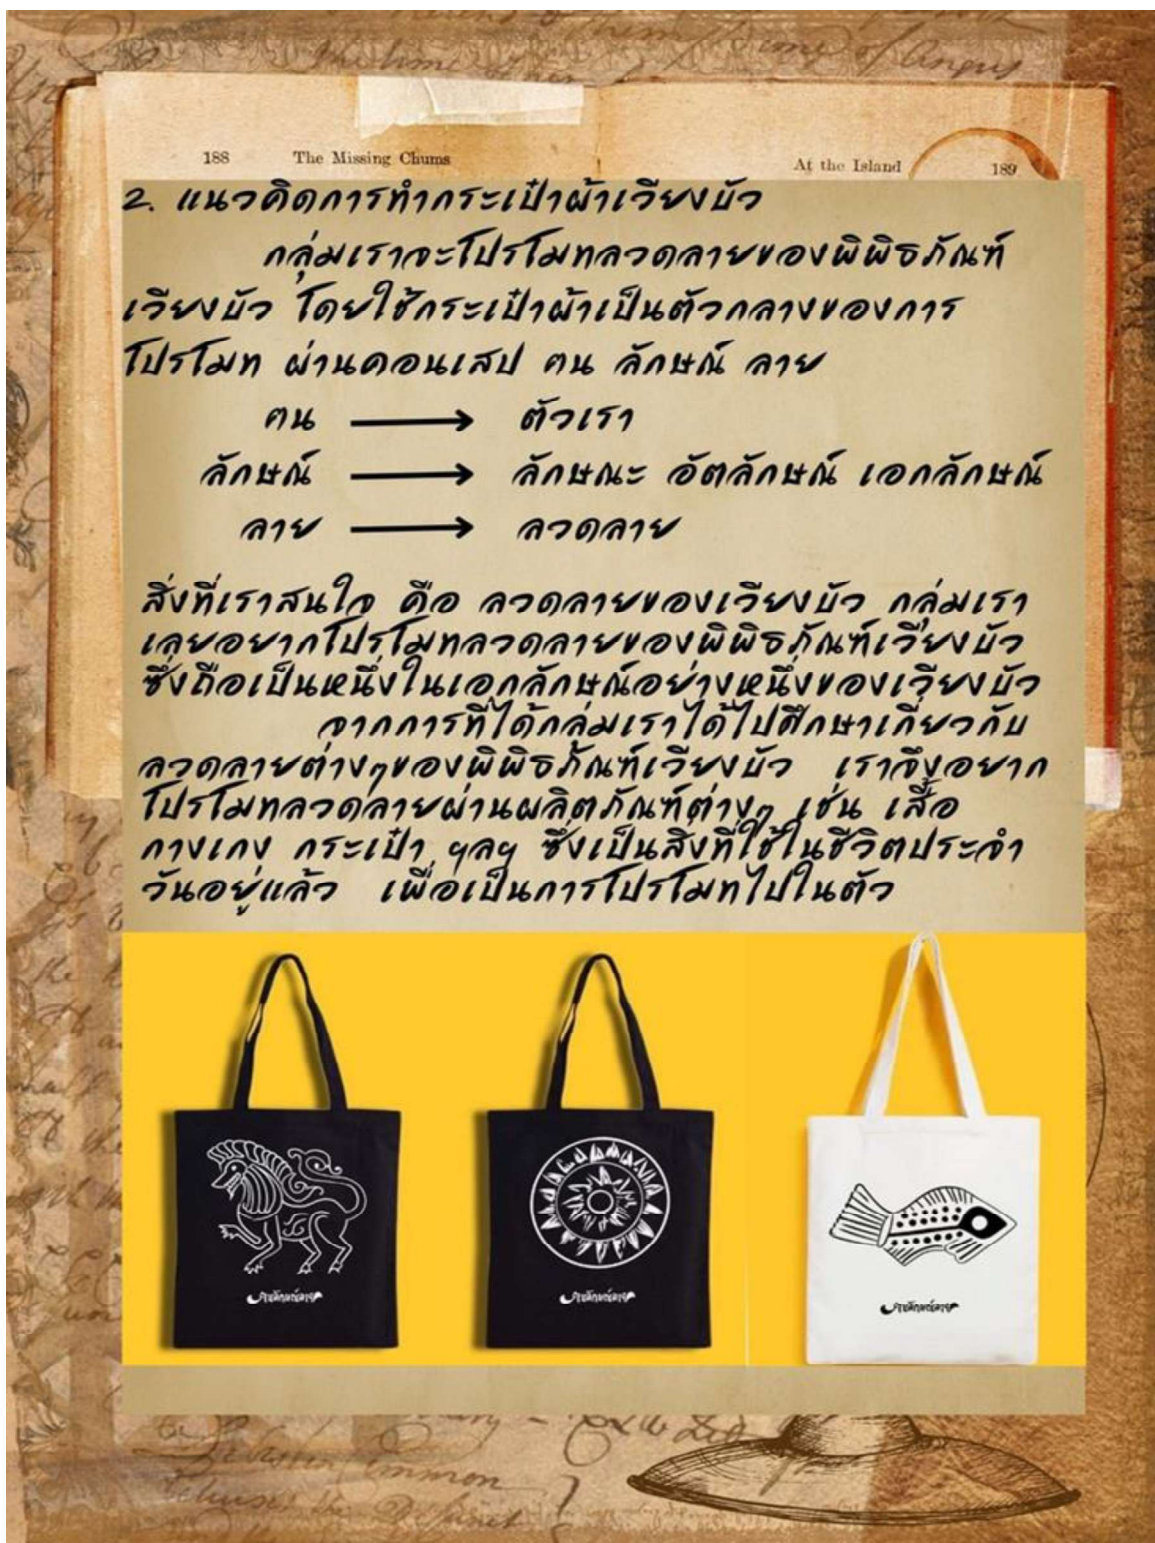 188 The Missing Chums
At the Island 189
2. แนวคิดการทำกระเป๋าผ้าเวียงบัว
กลุ่มเราจะโปรโมทลวดลายของพิพิธภัณฑ์
เวียงบัว โดยใช้กระเป๋าผ้าเป็นตัวกลางของการ
โปรโมท ผ่านคอนเสป ฅน ลักษณ์ ลาย
ฅน → ตัวเรา
ลักษณ์ → ลักษณะ อัตลักษณ์ เอกลักษณ์
ลาย → ลวดลาย
สิ่งที่เราสนใจ คือ ลวดลายของเวียงบัว กลุ่มเรา
เลยอยากโปรโมทลวดลายของพิพิธภัณฑ์เวียงบัว
ซึ่งถือเป็นหนึ่งในเอกลักษณ์อย่างหนึ่งของเวียงบัว
จากการที่ได้กลุ่มเราได้ไปศึกษาเกี่ยวกับ
ลวดลายต่างๆของพิพิธภัณฑ์เวียงบัว เราจึงอยาก
โปรโมทลวดลายผ่านผลิตภัณฑ์ต่างๆ เช่น เสื้อ
กางเกง กระเป๋า ฯลฯ ซึ่งเป็นสิ่งที่ใช้ในชีวิตประจำ
วันอยู่แล้ว เพื่อเป็นการโปรโมทไปในตัว